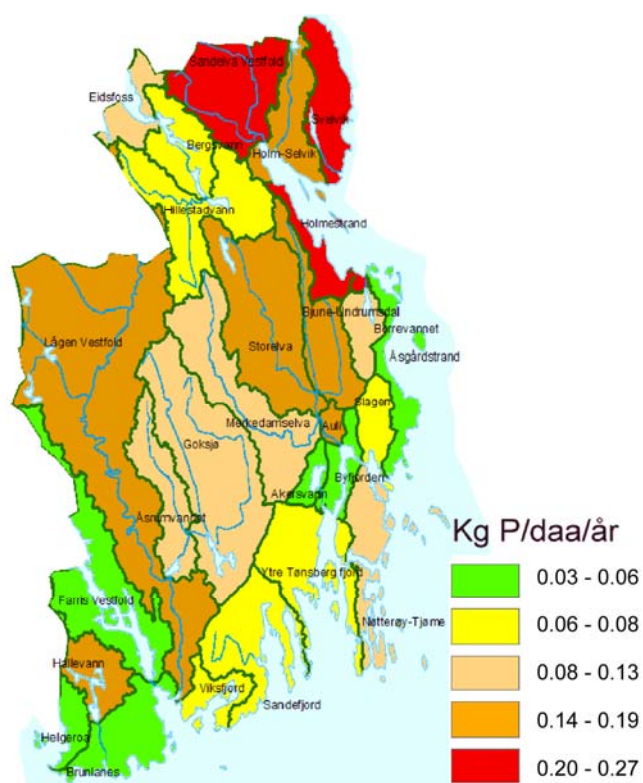 Sandelva Vestfold
Svelvik
Eidsfoss
Bergsvann
Holm-Selvik
Hillestadvann
Holmestrand
Bjune-Undrumsdal
Borrevannet
Lågen Vestfold
Storelva
Åsgårdstrand
Slagen
Merkedamselva
Auli
Goksjø
Byfjorden
Akersvann
Åsrumvannet
Kg P/daa/år
Ytre Tønsberg fjord
0.03 - 0.06
Farris Vestfold
0.06 - 0.08
Nøtterøy-Tjøme
0.08 - 0.13
Hallevann
Viksfjord
Sandefjord
0.14 - 0.19
Helgeroa
Brunlanes
0.20 - 0.27